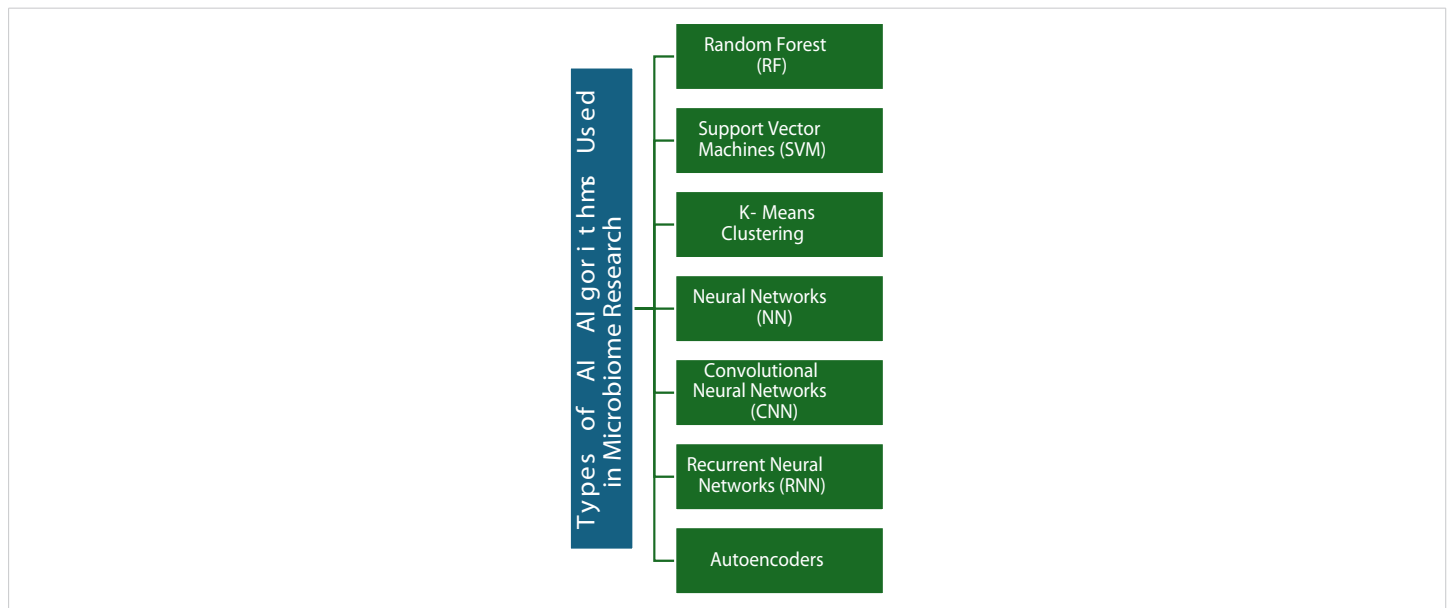 Types of AI Algorithms Used
in Microbiome Research
Random Forest
(RF)
Support Vector
Machines (SVM)
K- Means
Clustering
Neural Networks
(NN)
Convolutional
Neural Networks
(CNN)
Recurrent Neural
Networks (RNN)
Autoencoders